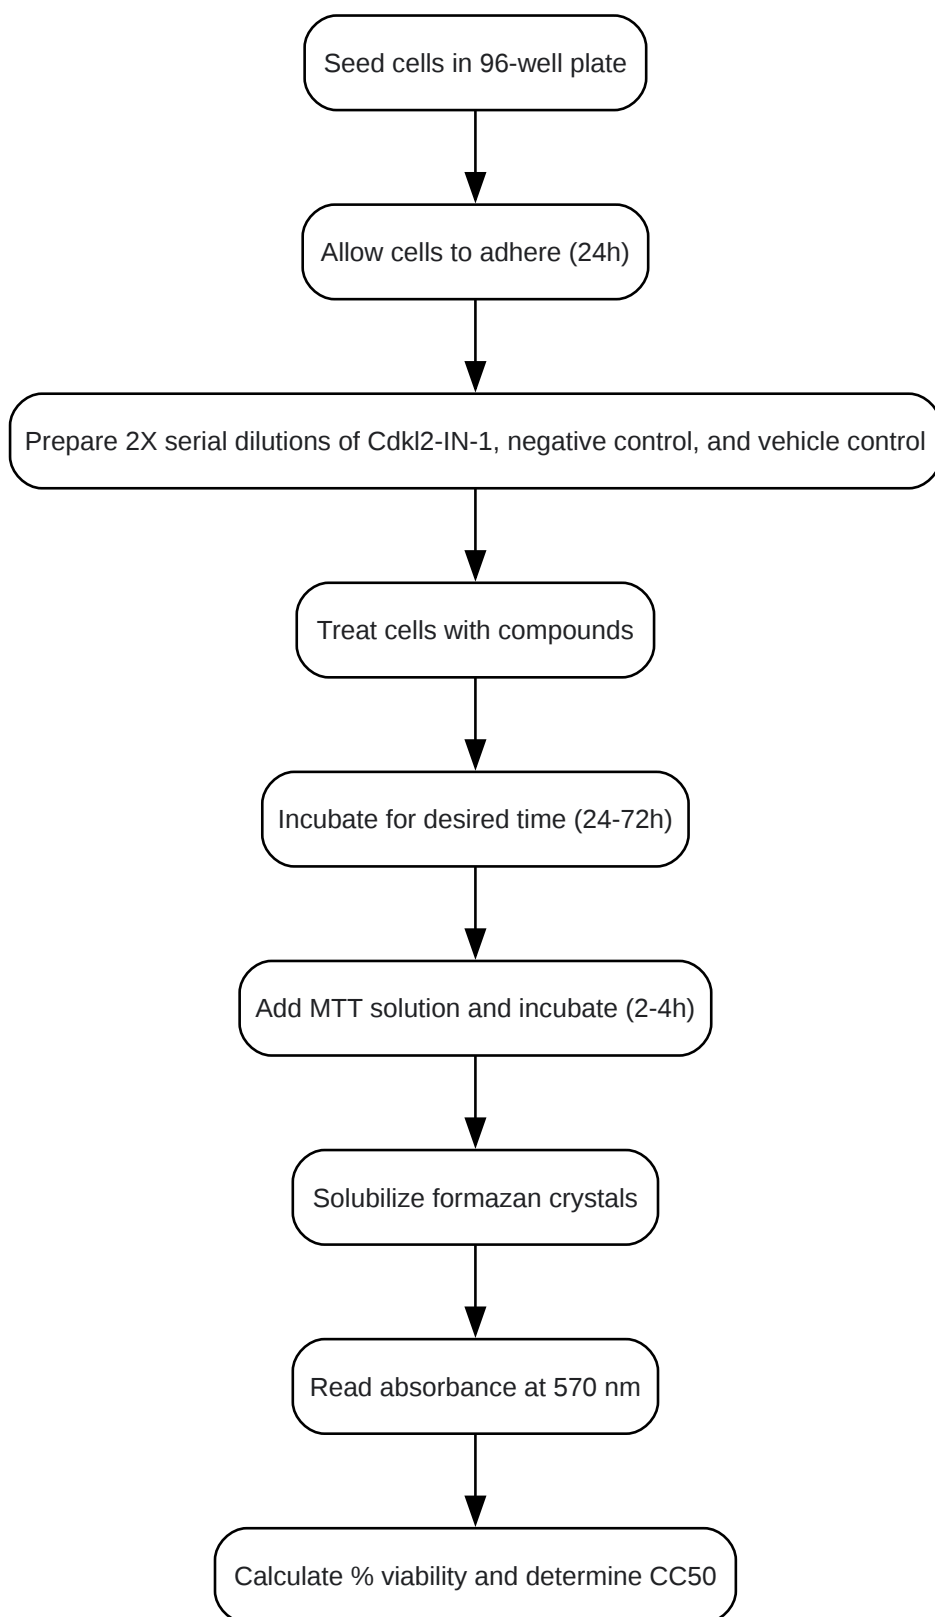 Seed cells in 96-well plate
Allow cells to adhere (24h)
Prepare 2X serial dilutions of Cdkl2-IN-1, negative control, and vehicle control
Treat cells with compounds
Incubate for desired time (24-72h)
Add MTT solution and incubate (2-4h)
Solubilize formazan crystals
Read absorbance at 570 nm
Calculate % viability and determine CC50